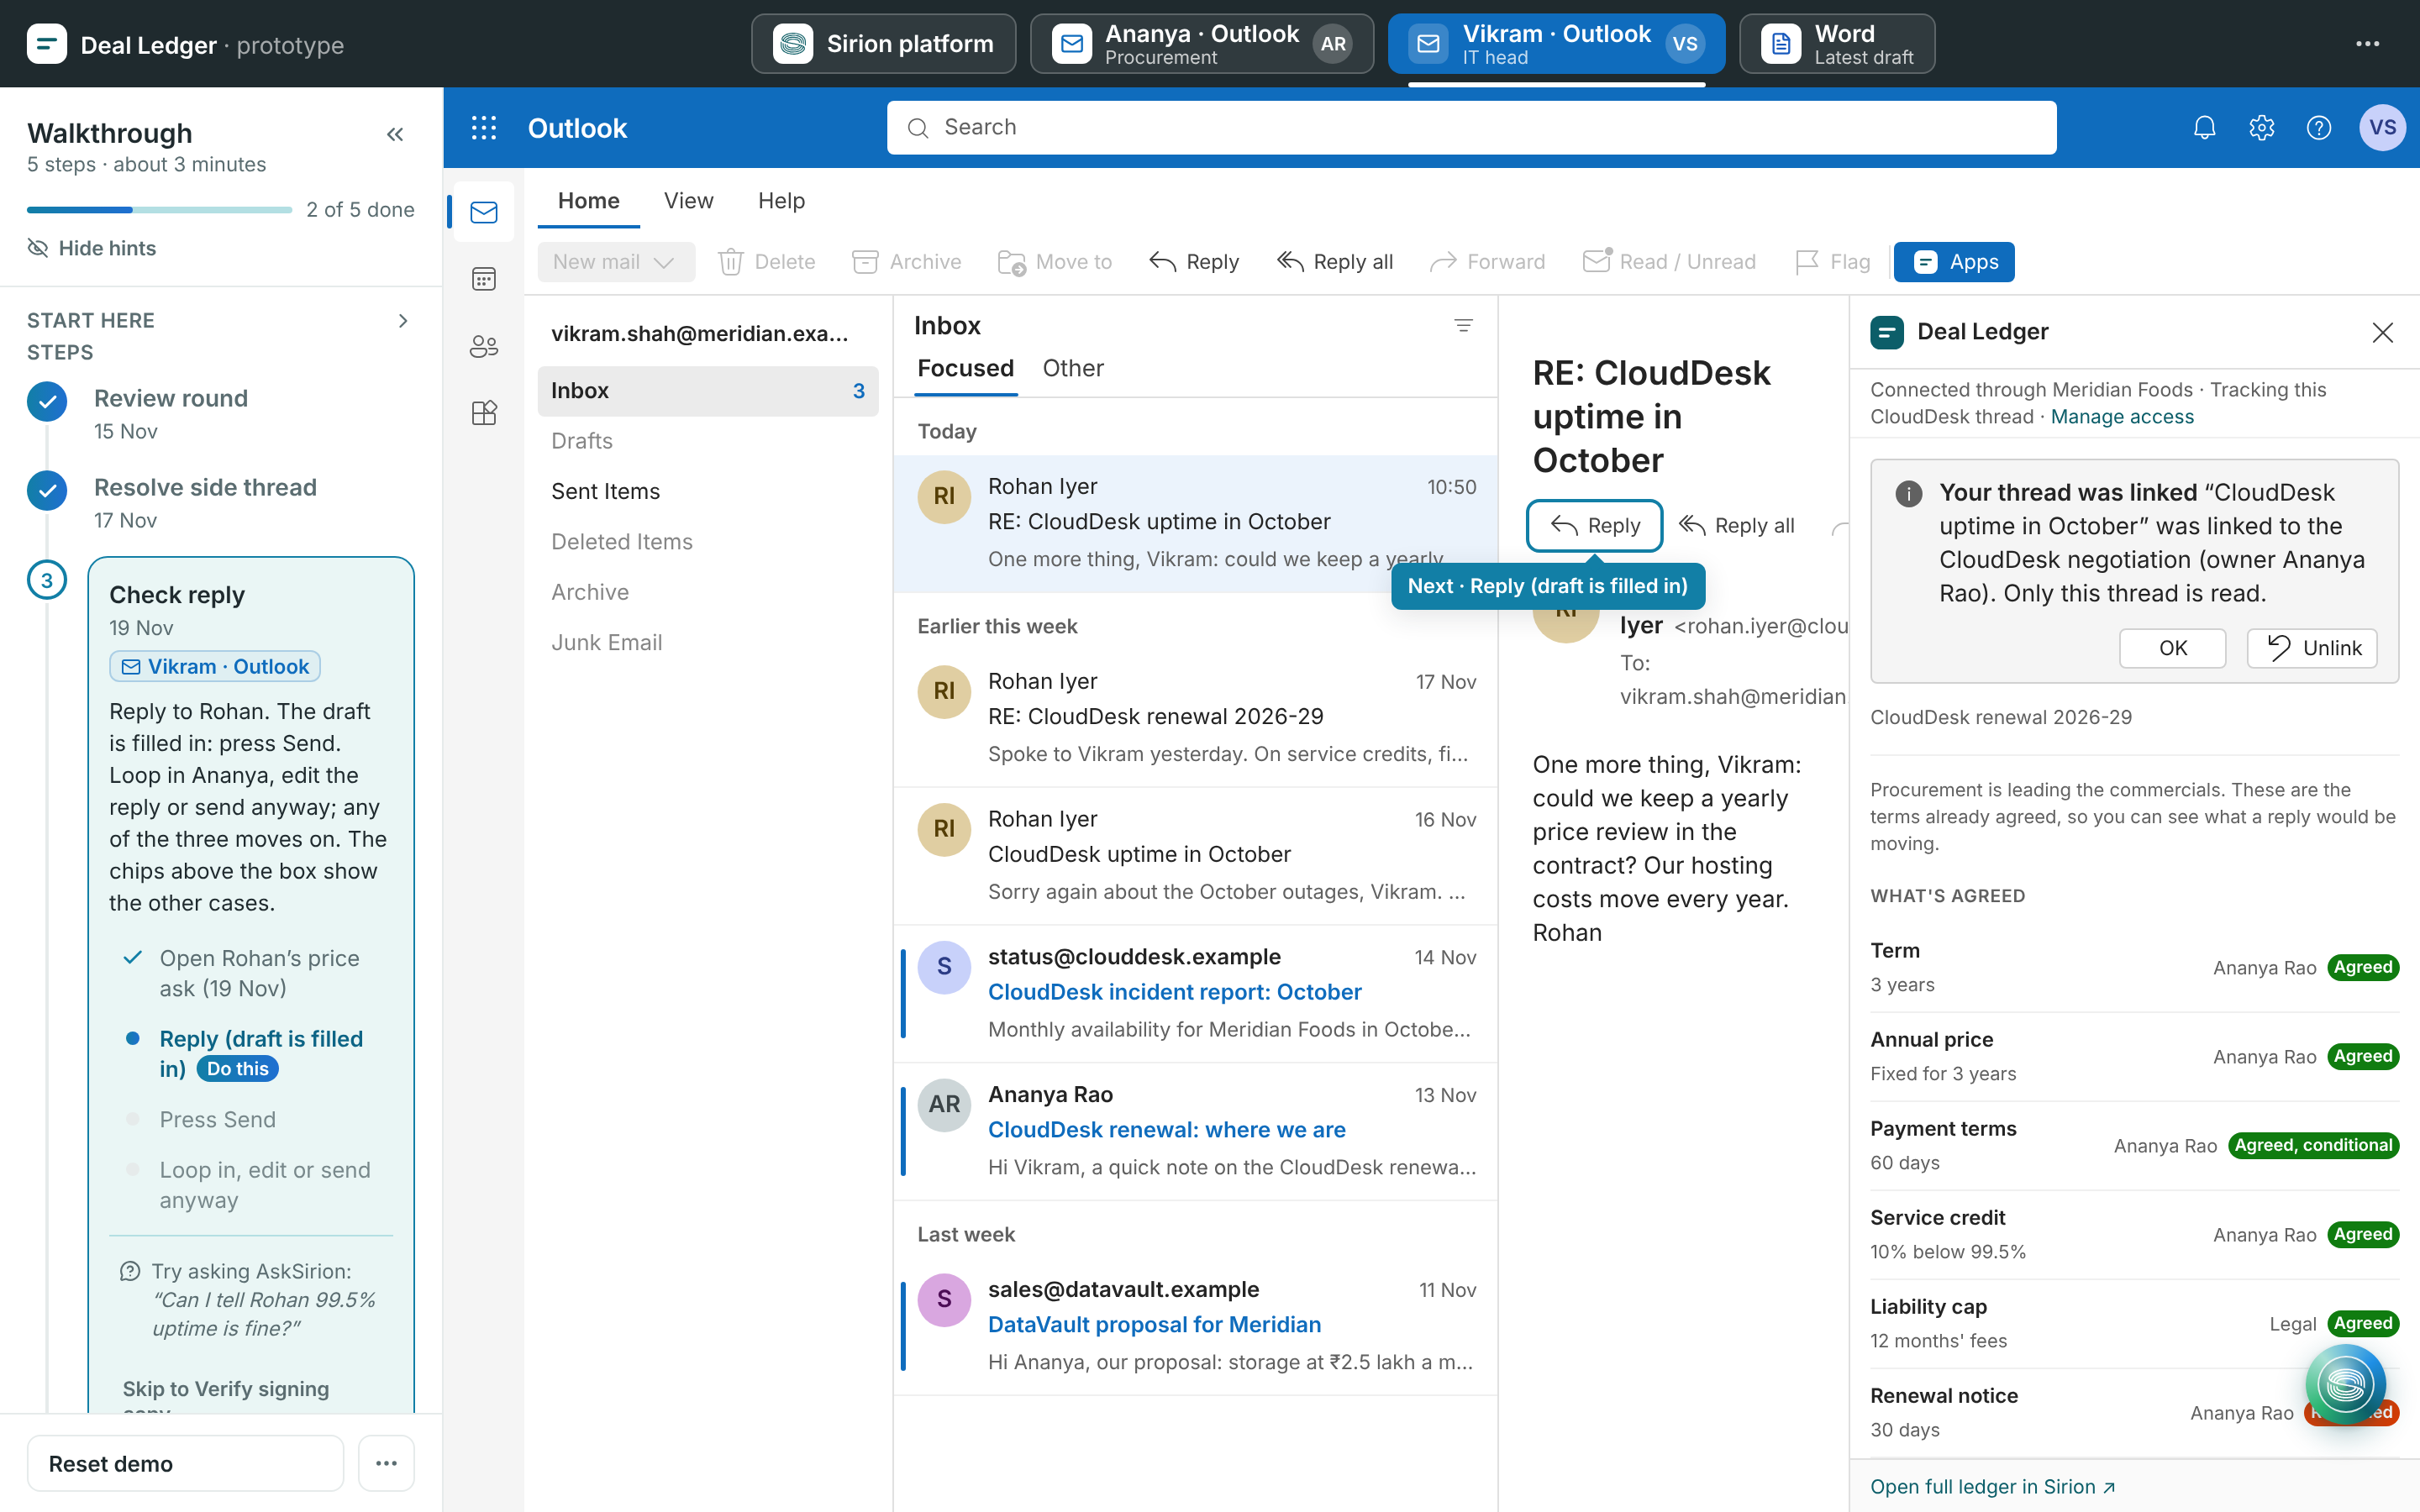 Deal Ledger · prototype
Sirion platform
Ananya · Outlook
Procurement
AR
Vikram · Outlook
IT head
VS
Word
Latest draft
Walkthrough
5 steps · about 3 minutes
2 of 5 done
Hide hints
START HERE
STEPS
Review round
15 Nov
Resolve side thread
17 Nov
3
Check reply
19 Nov
Vikram · Outlook
Reply to Rohan. The draft
is filled in: press Send.
Loop in Ananya, edit the
reply or send anyway; any
of the three moves on. The
chips above the box show
the other cases.
Open Rohan’s price
ask (19 Nov)
Reply (draft is filled
in) Do this
Press Send
Loop in, edit or send
anyway
Try asking AskSirion:
“Can I tell Rohan 99.5%
uptime is fine?”
Skip to Verify signing
Reset demo
Outlook
Search
VS
Home
View
Help
New mail
Delete
Archive
Move to
Reply
Reply all
Forward
Read / Unread
Flag
Apps
vikram.shah@meridian.exa...
Inbox 3
Drafts
Sent Items
Deleted Items
Archive
Junk Email
Inbox
Focused
Other
Today
RI
Rohan Iyer 10:50
RE: CloudDesk uptime in October
One more thing, Vikram: could we keep a yearly
Earlier this week
RI
Rohan Iyer 17 Nov
RE: CloudDesk renewal 2026-29
Spoke to Vikram yesterday. On service credits, fi...
RI
Rohan Iyer 16 Nov
CloudDesk uptime in October
Sorry again about the October outages, Vikram. ...
S
status@clouddesk.example 14 Nov
CloudDesk incident report: October
Monthly availability for Meridian Foods in Octobe...
AR
Ananya Rao 13 Nov
CloudDesk renewal: where we are
Hi Vikram, a quick note on the CloudDesk renewa...
Last week
S
sales@datavault.example 11 Nov
DataVault proposal for Meridian
Hi Ananya, our proposal: storage at ₹2.5 lakh a m...
RE: CloudDesk
uptime in
October
Reply
Reply all
Next · Reply (draft is filled in)
Iyer <rohan.iyer@clou
To:
vikram.shah@meridian
One more thing, Vikram:
could we keep a yearly
price review in the
contract? Our hosting
costs move every year.
Rohan
Deal Ledger
Connected through Meridian Foods · Tracking this
CloudDesk thread · Manage access
Your thread was linked “CloudDesk
uptime in October” was linked to the
CloudDesk negotiation (owner Ananya
Rao). Only this thread is read.
OK
Unlink
CloudDesk renewal 2026-29
Procurement is leading the commercials. These are the
terms already agreed, so you can see what a reply would be
moving.
WHAT'S AGREED
Term
3 years
Ananya Rao Agreed
Annual price
Fixed for 3 years
Ananya Rao Agreed
Payment terms
60 days
Ananya Rao Agreed, conditional
Service credit
10% below 99.5%
Ananya Rao Agreed
Liability cap
12 months' fees
Legal Agreed
Renewal notice
30 days
Ananya Rao
Open full ledger in Sirion ↗